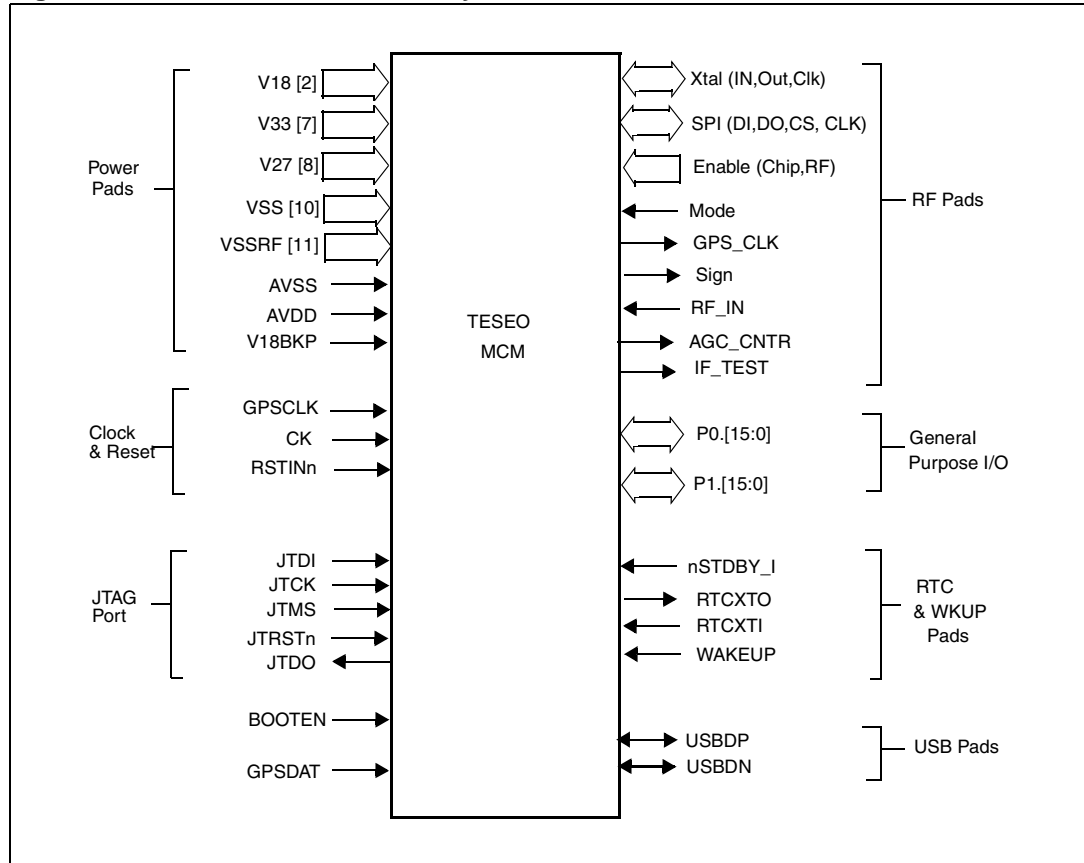 V18 [2]
V33 [7]
V27 [8]
VSS [10]
VSSRF [11]
AVSS
AVDD
V18BKP
Power
Pads
GPSCLK
CK
RSTINn
Clock
& Reset
JTDI
JTCK
JTMS
JTRSTn
JTDO
JTAG
Port
BOOTEN
GPSDAT
TESEO
MCM
Xtal (IN,Out,Clk)
SPI (DI,DO,CS, CLK)
Enable (Chip,RF)
Mode
GPS_CLK
Sign
RF_IN
AGC_CNTR
IF_TEST
RF Pads
P0.[15:0]
P1.[15:0]
General
Purpose I/O
nSTDBY_I
RTCXTO
RTCXTI
WAKEUP
RTC
& WKUP
Pads
USBDP
USBDN
USB Pads